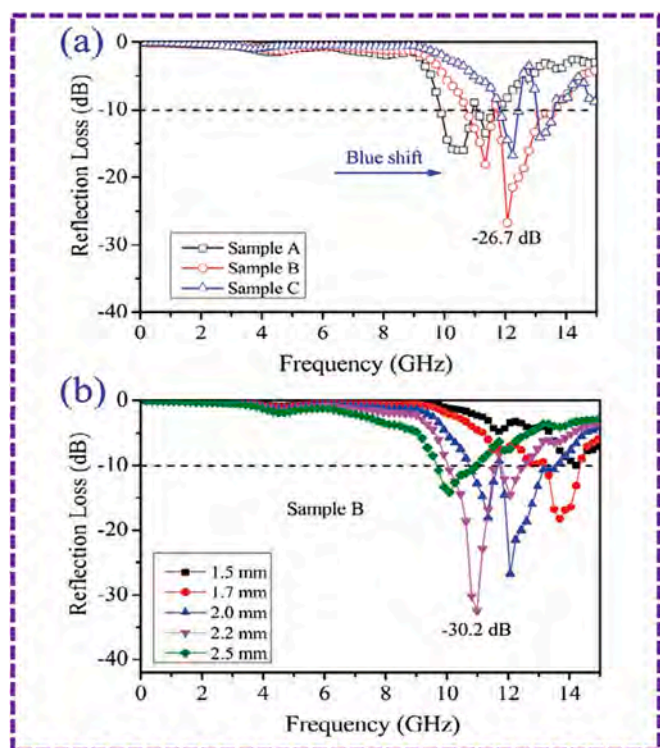 (a)
0
-10
-20
-30
-40
Reflection Loss (dB)
Blue shift
-26.7 dB
Sample A
Sample B
Sample C
0 2 4 6 8 10 12 14
Frequency (GHz)
(b)
0
-10
-20
-30
-40
Reflection Loss (dB)
Sample B
1.5 mm
1.7 mm
2.0 mm
2.2 mm
2.5 mm
-30.2 dB
0 2 4 6 8 10 12 14
Frequency (GHz)